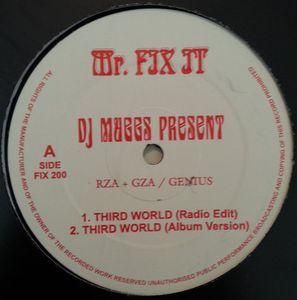 Mr. FIX IT
DJ MUGGS PRESENT
A
SIDE
FIX 200
RZA + GZA / GENIUS
1. THIRD WORLD (Radio Edit)
2. THIRD WORLD (Album Version)
ALL RIGHTS OF THE MANUFACTURER AND OF THE OWNER OF THE RECORDED WORK RESERVED UNAUTHORISED PUBLIC PERFORMANCE, BROADCASTING AND COPYING OF THIS RECORD PROHIBITED